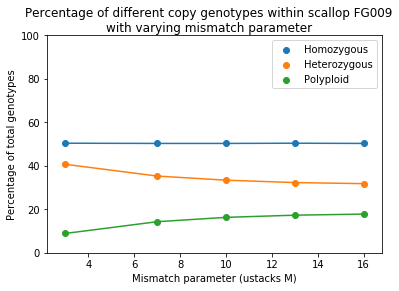 Percentage of different copy genotypes within scallop FG009
with varying mismatch parameter
Homozygous
Heterozygous
Polyploid
Percentage of total genotypes
100
80
60
40
20
0
4
6
8
10
12
14
16
Mismatch parameter (ustacks M)